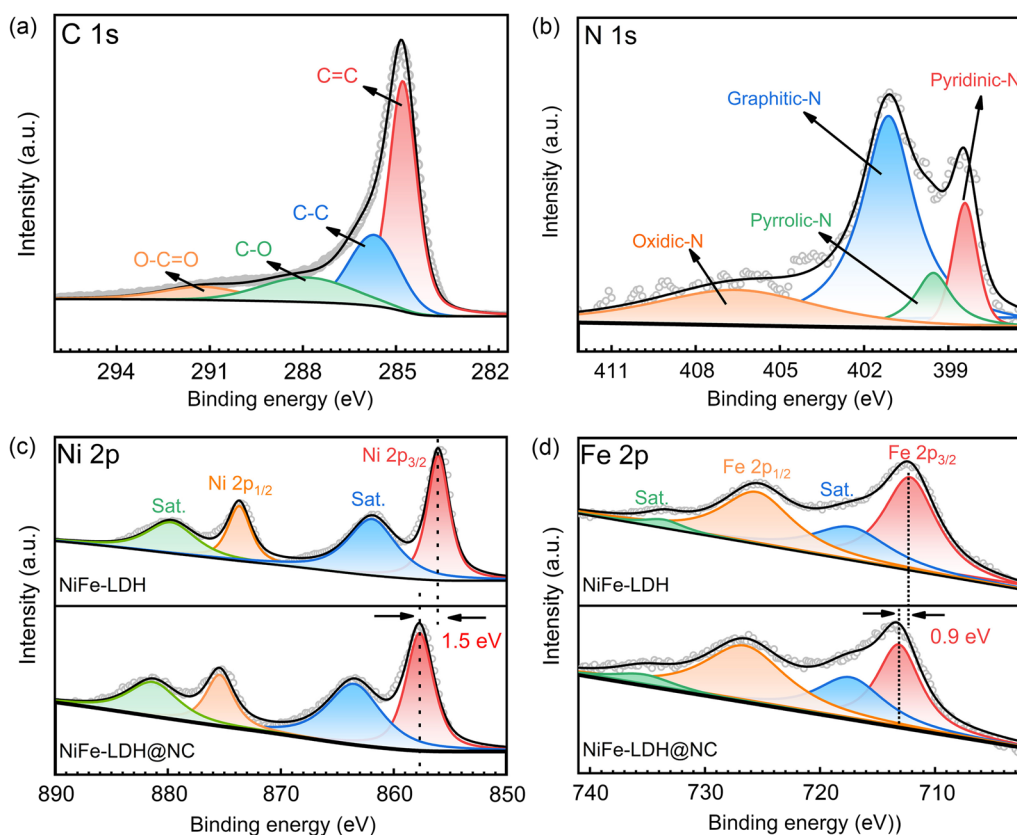 (a) C 1s
C=C
C-C
C-O
O-C=O
Intensity (a.u.)
294 291 288 285 282
Binding energy (eV)
(b) N 1s
Pyridinic-N
Graphitic-N
Pyrrolic-N
Oxidic-N
Intensity (a.u.)
411 408 405 402 399
Binding energy (eV)
(c) Ni 2p
Ni 2p3/2
Ni 2p1/2
Sat.
Sat.
NiFe-LDH
1.5 eV
NiFe-LDH@NC
Intensity (a.u.)
890 880 870 860 850
Binding energy (eV)
(d) Fe 2p
Fe 2p3/2
Fe 2p1/2
Sat.
Sat.
NiFe-LDH
0.9 eV
NiFe-LDH@NC
Intensity (a.u.)
740 730 720 710
Binding energy (eV))